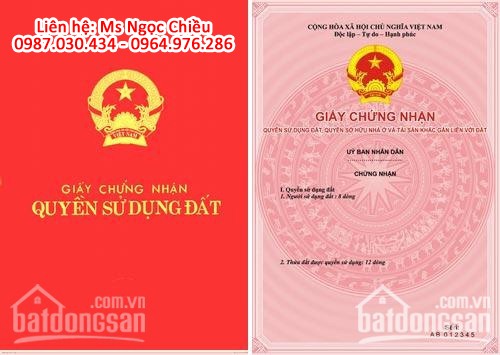 Liên hệ: Ms Ngọc Chiều
0987.030.434 - 0964.976.286
VIỆT NAM
GIẤY CHỨNG NHẬN
QUYỀN SỬ DỤNG ĐẤT
.com.vn
batdongsan
CỘNG HÒA XÃ HỘI CHỦ NGHĨA VIỆT NAM
Độc lập - Tự do - Hạnh phúc
GIẤY CHỨNG NHẬN
QUYỀN SỬ DỤNG ĐẤT, QUYỀN SỞ HỮU NHÀ Ở VÀ TÀI SẢN KHÁC GẮN LIỀN VỚI ĐẤT
UỶ BAN NHÂN DÂN
CHỨNG NHẬN
I. Quyền sử dụng đất
1. Người sử dụng đất : 8 dòng
2. Thửa đất được quyền sử dụng: 12 dòng
.com.vn
batdongsan
AB 012345